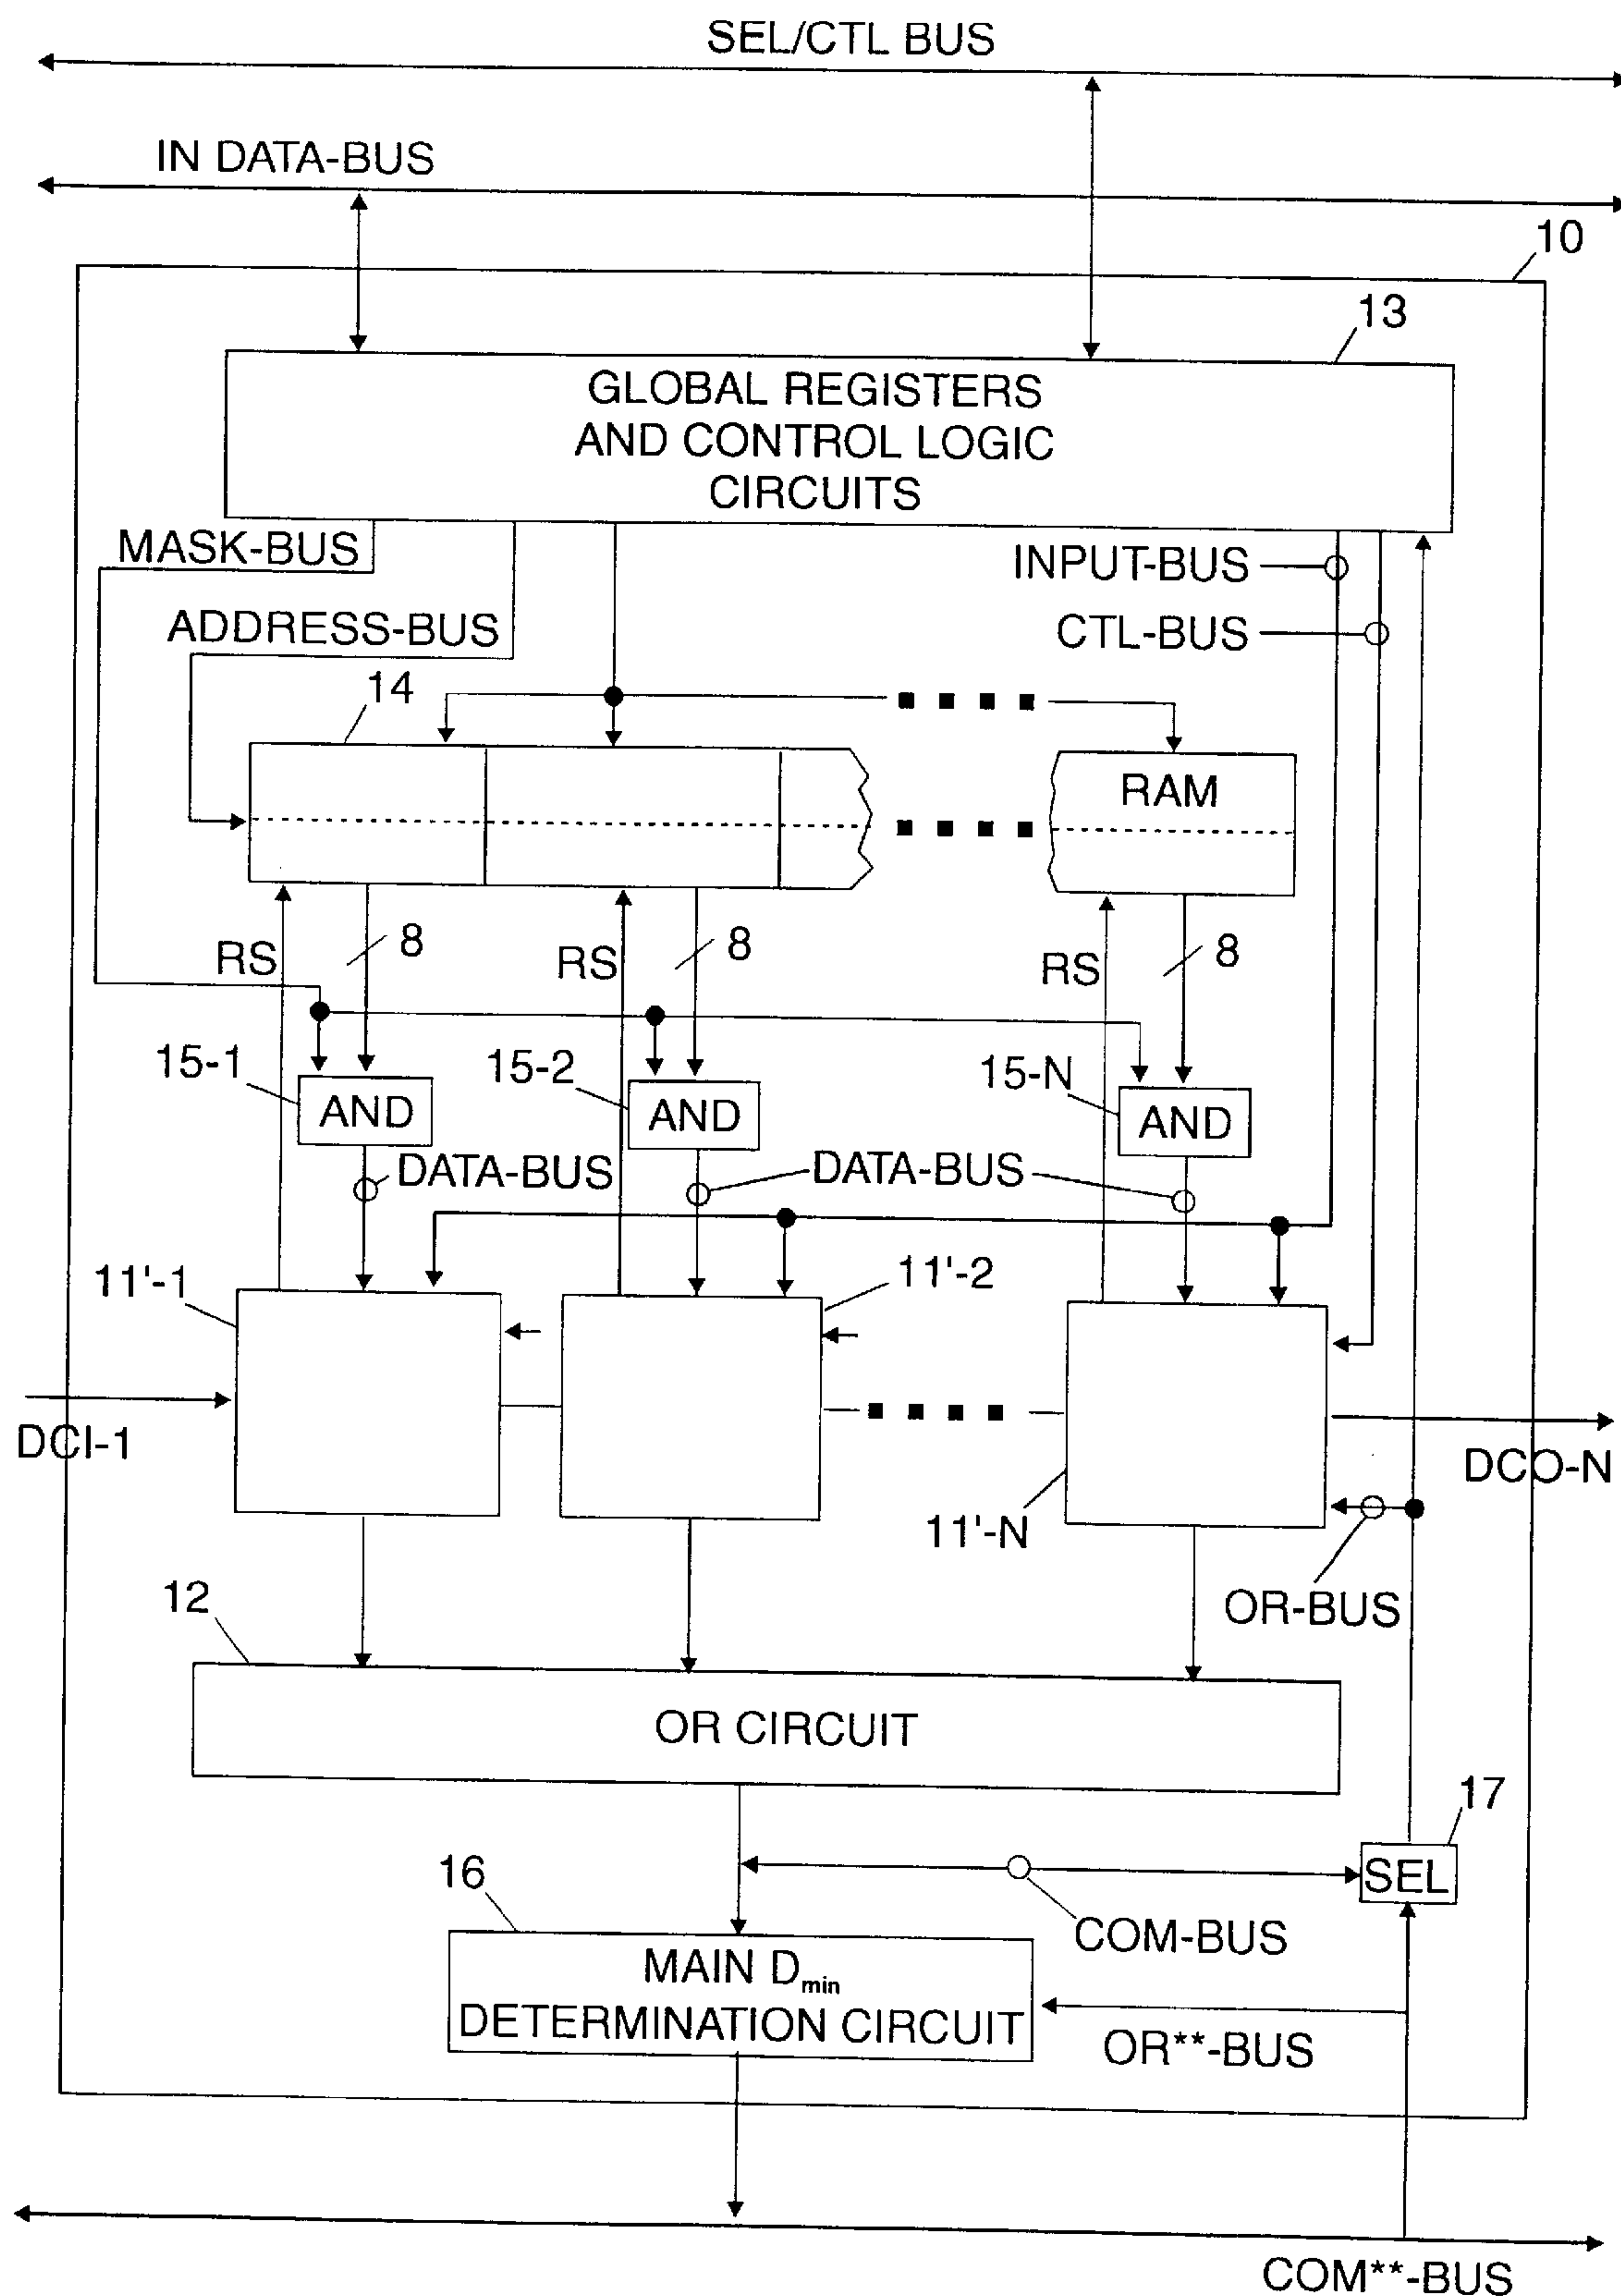 SEL/CTL BUS
IN DATA-BUS
10
13
GLOBAL REGISTERS
AND CONTROL LOGIC
CIRCUITS
MASK-BUS
INPUT-BUS
ADDRESS-BUS
CTL-BUS
14
RAM
RS
8
RS
8
RS
8
15-1
15-2
15-N
AND
AND
AND
DATA-BUS
DATA-BUS
11'-1
11'-2
DCI-1
DCO-N
11'-N
OR-BUS
12
OR CIRCUIT
17
SEL
16
COM-BUS
MAIN Dmin
DETERMINATION CIRCUIT
OR**-BUS
COM**-BUS